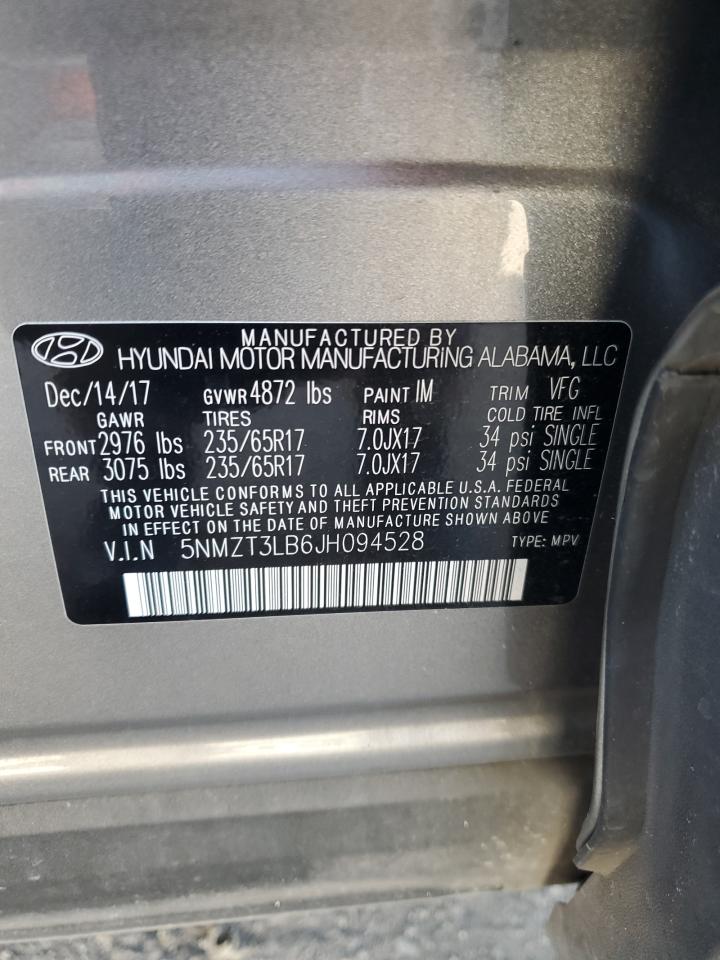 MANUFACTURED BY
HYUNDAI MOTOR MANUFACTURING ALABAMA, LLC
Dec/14/17 GVWR 4872 lbs PAINT IM TRIM VFG
GAWR TIRES RIMS COLD TIRE INFL
FRONT 2976 lbs 235/65R17 7.0JX17 34 psi SINGLE
REAR 3075 lbs 235/65R17 7.0JX17 34 psi SINGLE
THIS VEHICLE CONFORMS TO ALL APPLICABLE U.S.A. FEDERAL
MOTOR VEHICLE SAFETY AND THEFT PREVENTION STANDARDS
IN EFFECT ON THE DATE OF MANUFACTURE SHOWN ABOVE.
V.I.N 5NMZT3LB6JH094528 TYPE: MPV